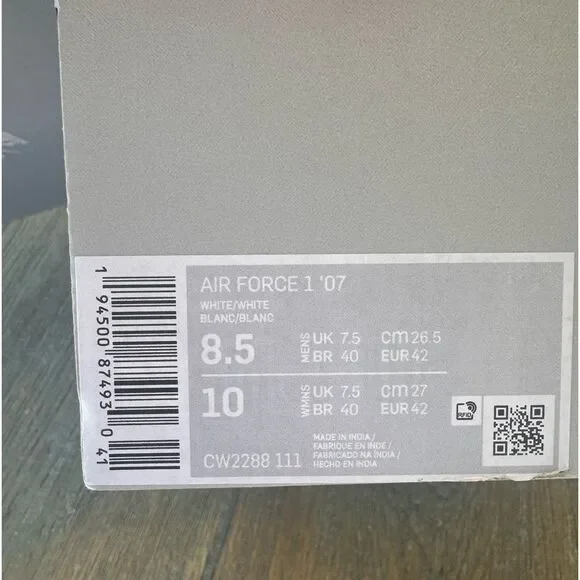 AIR FORCE 1 '07
WHITE/WHITE
BLANC/BLANC
8.5 MENS UK 7.5 cm 26.5
BR 40 EUR 42
10 WMNS UK 7.5 cm 27
BR 40 EUR 42
RFID
MADE IN INDIA /
FABRIQUE EN INDE /
FABRICADO NA ÍNDIA /
HECHO EN INDIA
CW2288 111
1 94500 87493 0 41